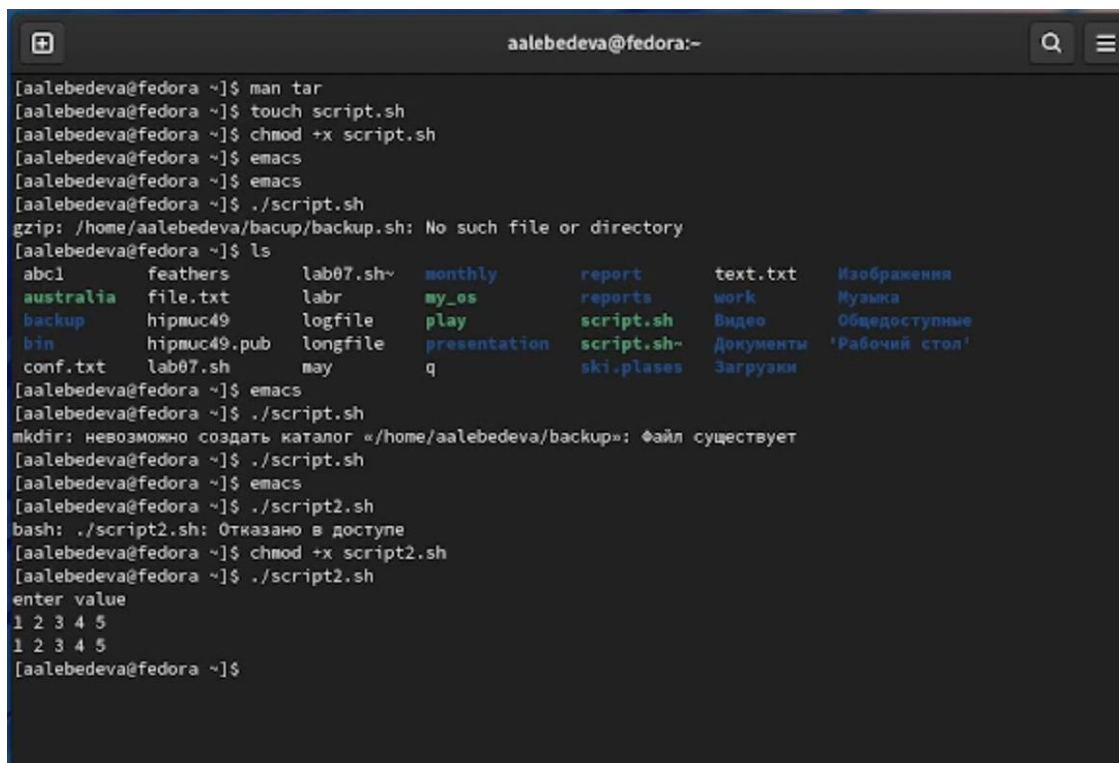 aalebedeva@fedora:~
[aalebedeva@fedora ~]$ man tar
[aalebedeva@fedora ~]$ touch script.sh
[aalebedeva@fedora ~]$ chmod +x script.sh
[aalebedeva@fedora ~]$ emacs
[aalebedeva@fedora ~]$ emacs
[aalebedeva@fedora ~]$ ./script.sh
gzip: /home/aalebedeva/bacup/backup.sh: No such file or directory
[aalebedeva@fedora ~]$ ls
abc1 feathers lab07.sh~ monthly report text.txt Изображения
australia file.txt labr my_os reports work Музыка
backup hipmuc49 logfile play script.sh Видео Общедоступные
bin hipmuc49.pub longfile presentation script.sh~ Документы 'Рабочий стол'
conf.txt lab07.sh may q ski.plases Загрузки
[aalebedeva@fedora ~]$ emacs
[aalebedeva@fedora ~]$ ./script.sh
mkdir: невозможно создать каталог «/home/aalebedeva/backup»: Файл существует
[aalebedeva@fedora ~]$ ./script.sh
[aalebedeva@fedora ~]$ emacs
[aalebedeva@fedora ~]$ ./script2.sh
bash: ./script2.sh: Отказано в доступе
[aalebedeva@fedora ~]$ chmod +x script2.sh
[aalebedeva@fedora ~]$ ./script2.sh
enter value
1 2 3 4 5
1 2 3 4 5
[aalebedeva@fedora ~]$